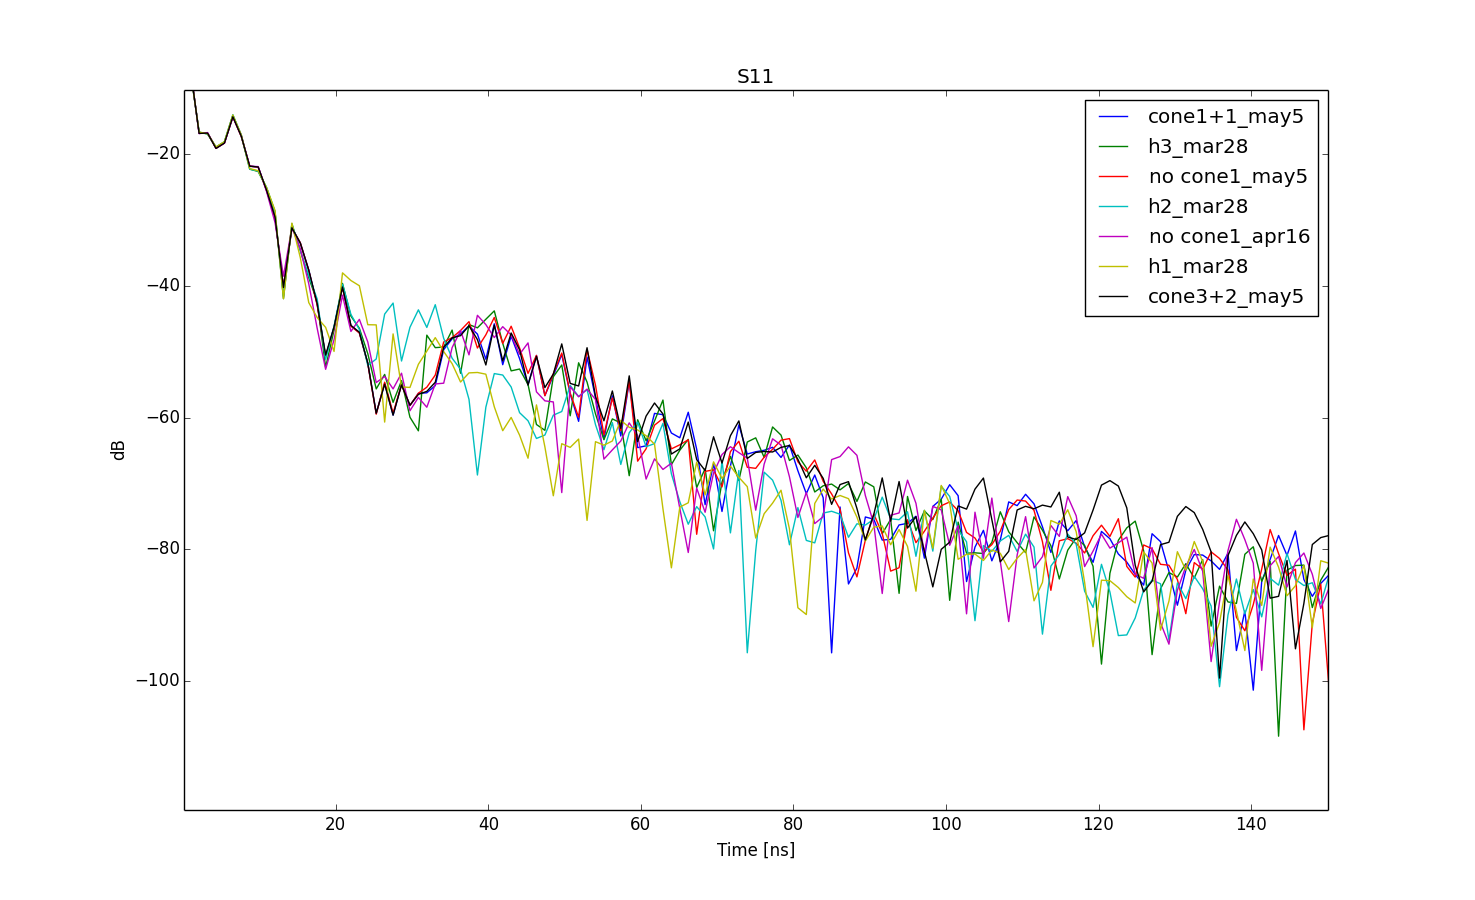 S11
cone1+1_may5
h3_mar28
no cone1_may5
h2_mar28
no cone1_apr16
h1_mar28
cone3+2_may5
dB
−20
−40
−60
−80
−100
20 40 60 80 100 120 140
Time [ns]